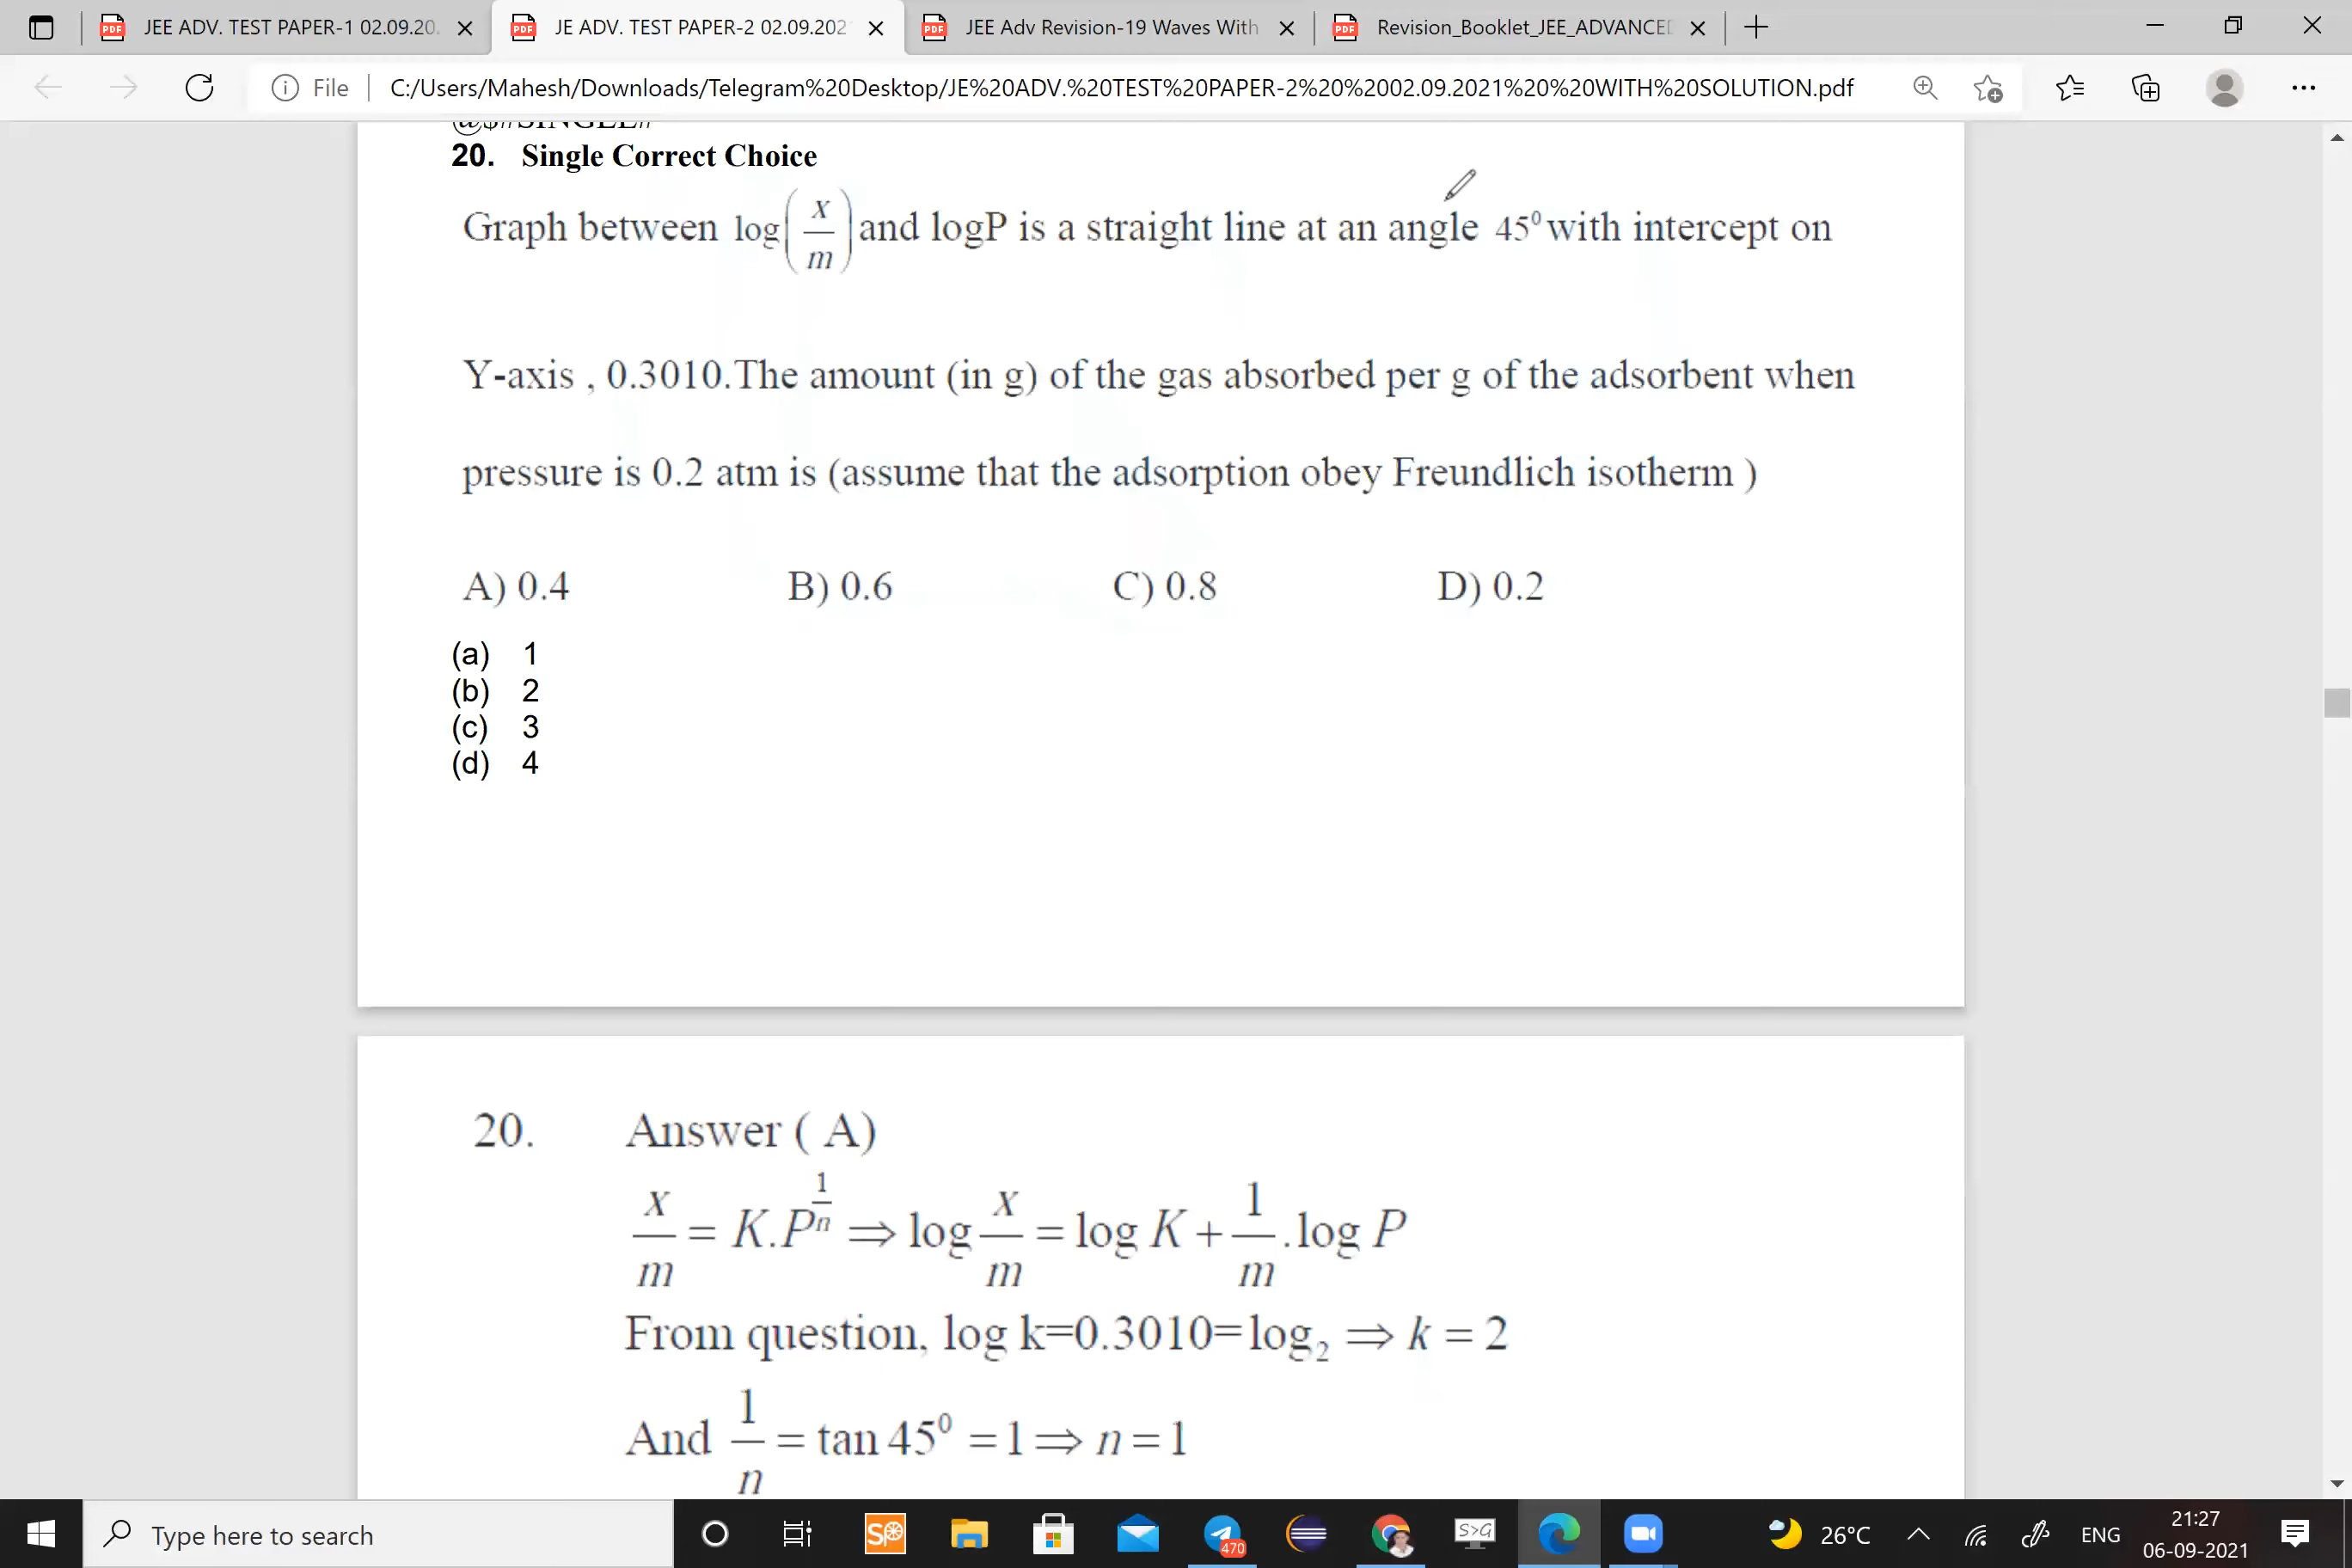 JEE ADV. TEST PAPER-1 02.09.20
JE ADV. TEST PAPER-2 02.09.202
JEE Adv Revision-19 Waves With
Revision_Booklet_JEE_ADVANCED
File
C:/Users/Mahesh/Downloads/Telegram%20Desktop/JE%20ADV.%20TEST%20PAPER-2%20%2002.09.2021%20%20WITH%20SOLUTION.pdf
20. Single Correct Choice
Graph between log(x/m) and logP is a straight line at an angle 45⁰ with intercept on
Y-axis , 0.3010.The amount (in g) of the gas absorbed per g of the adsorbent when
pressure is 0.2 atm is (assume that the adsorption obey Freundlich isotherm )
A) 0.4 B) 0.6 C) 0.8 D) 0.2
(a) 1
(b) 2
(c) 3
(d) 4
20. Answer ( A)
x/m = K.P^(1/n) ⇒ log x/m = log K + 1/m . log P
From question, log k=0.3010=log₂ ⇒ k = 2
And 1/n = tan 45⁰ = 1 ⇒ n = 1
Type here to search
470
S>G
26°C
ENG
21:27
06-09-2021